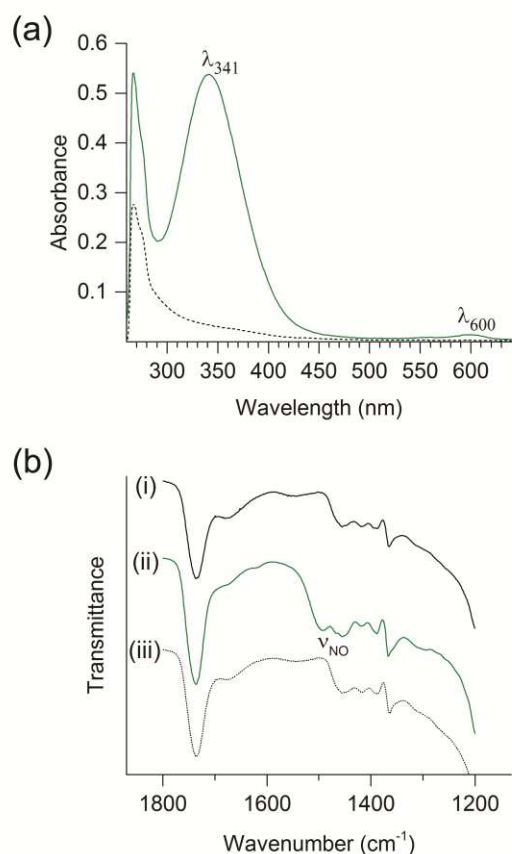 (a)
0.6
0.5
0.4
0.3
0.2
0.1
Absorbance
λ341
λ600
300 350 400 450 500 550 600
Wavelength (nm)
(b)
(i)
(ii)
(iii)
νNO
Transmittance
1800 1600 1400 1200
Wavenumber (cm-1)